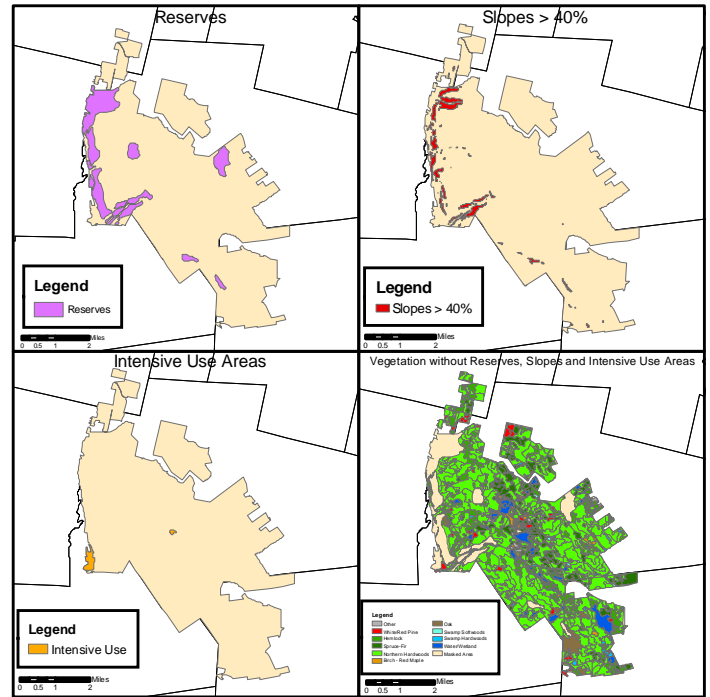 Reserves
Legend
Reserves
Miles
0 0.5 1 2
Slopes > 40%
Legend
Slopes > 40%
Miles
0 0.5 1 2
Intensive Use Areas
Legend
Intensive Use
Miles
0 0.5 1 2
Vegetation without Reserves, Slopes and Intensive Use Areas
Legend
Other
White/Red Pine
Hemlock
Spruce-Fir
Northern Hardwoods
Birch - Red Maple
Oak
Swamp Softwoods
Swamp Hardwoods
Water/Wetland
Masked Area
Miles
0 0.5 1 2